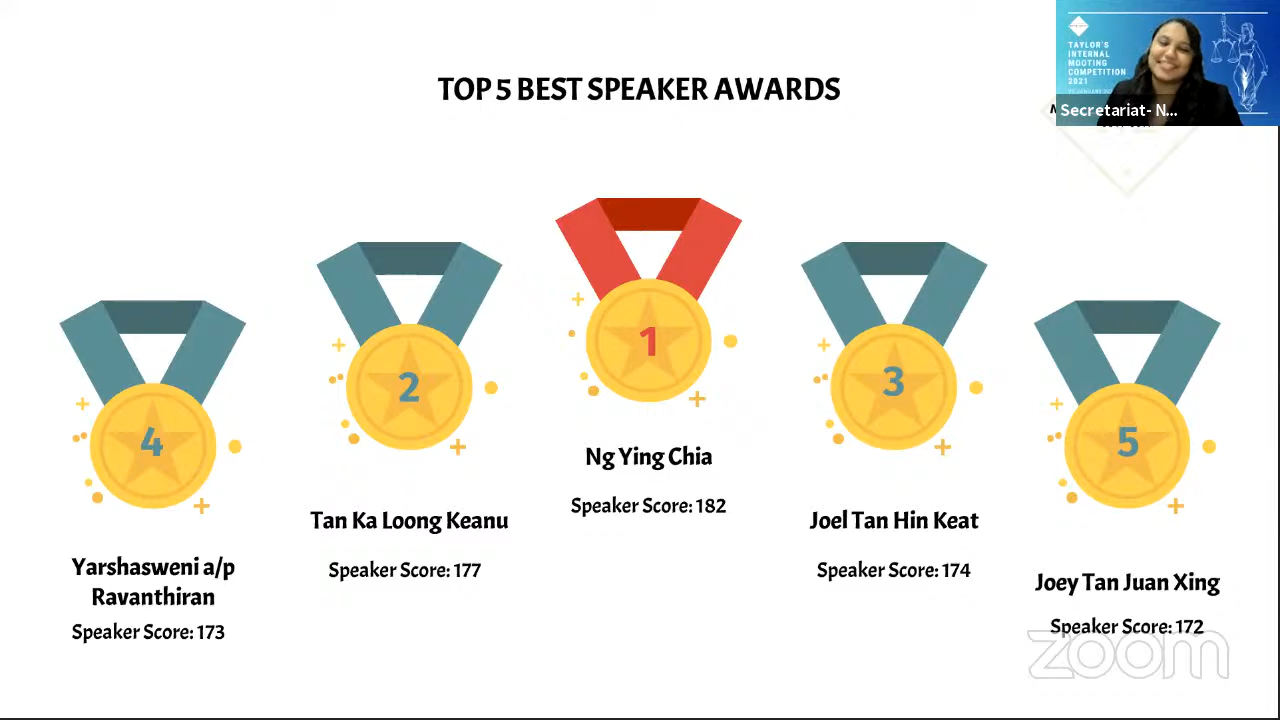 TOP 5 BEST SPEAKER AWARDS
TAYLOR'S
INTERNAL
MOOTING
COMPETITION
2021
Secretariat- N...
1
2
3
4
5
Ng Ying Chia
Speaker Score: 182
Tan Ka Loong Keanu
Speaker Score: 177
Joel Tan Hin Keat
Speaker Score: 174
Yarshasweni a/p
Ravanthiran
Speaker Score: 173
Joey Tan Juan Xing
Speaker Score: 172
zoom